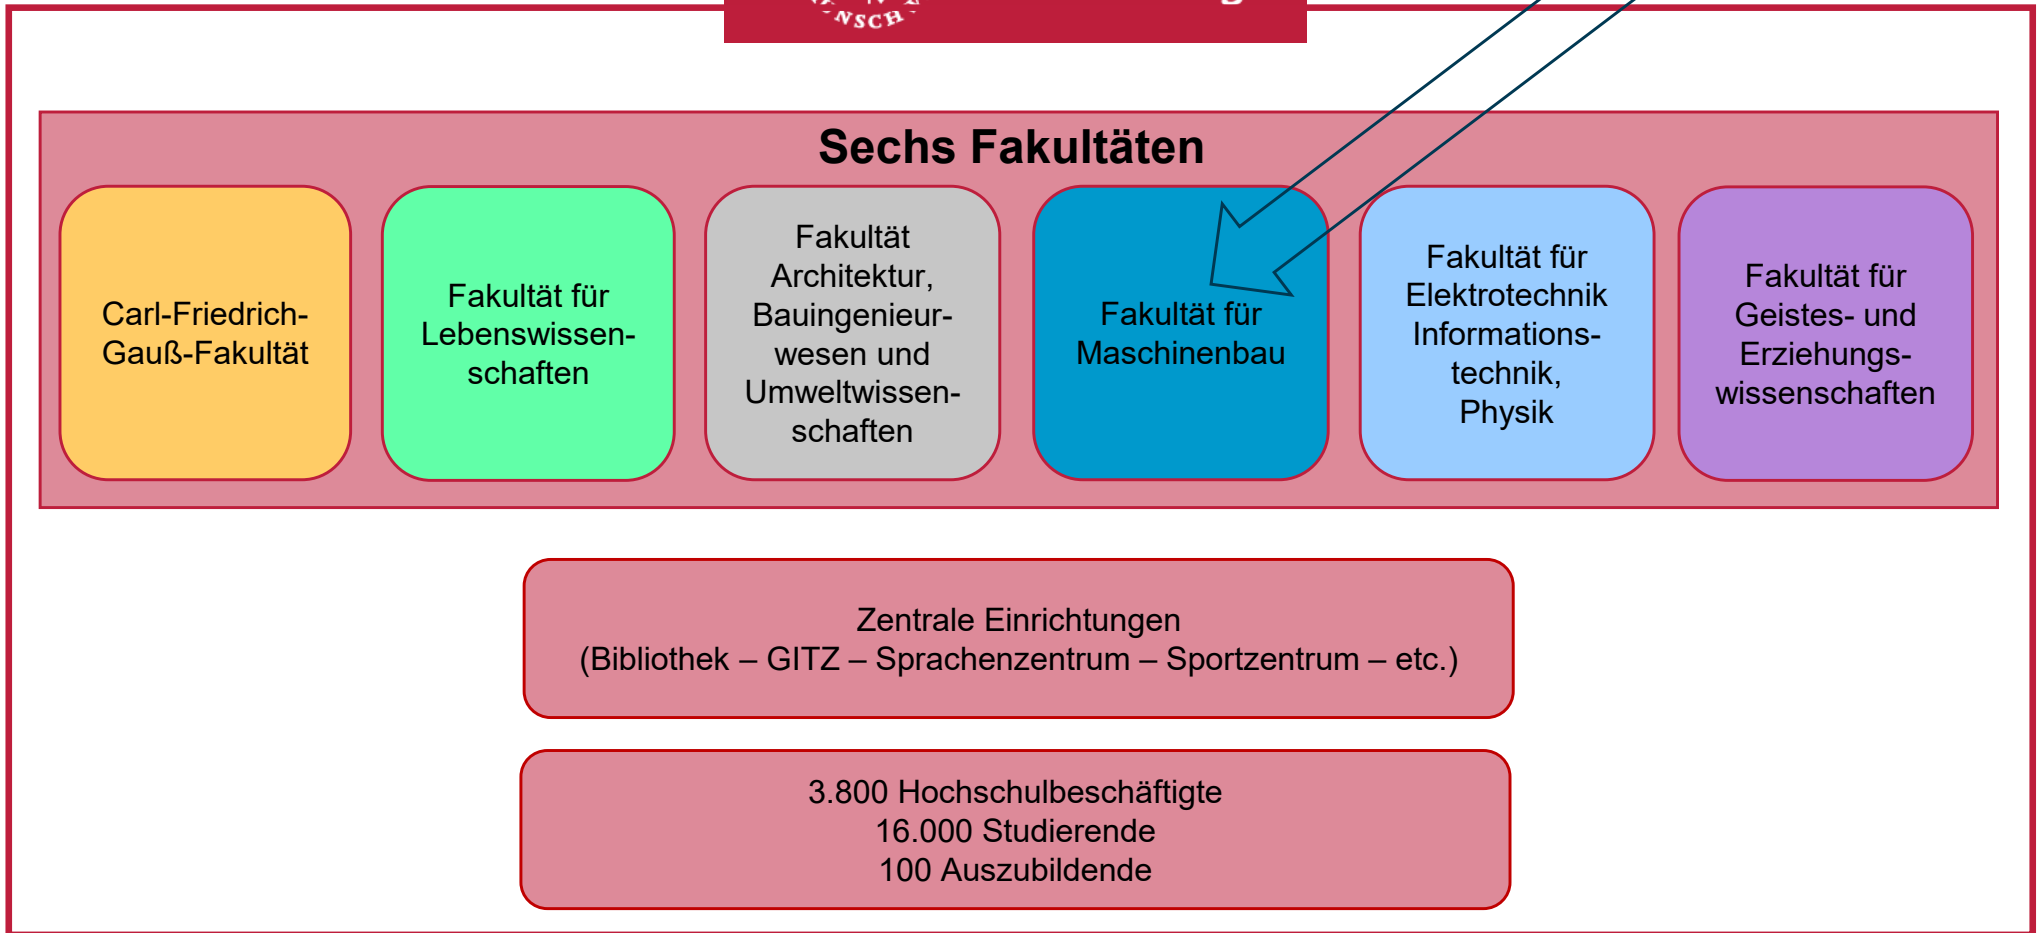 Sechs Fakultäten
Carl-Friedrich-
Gauß-Fakultät
Fakultät für
Lebenswissen-
schaften
Fakultät
Architektur,
Bauingenieur-
wesen und
Umweltwissen-
schaften
Fakultät für
Maschinenbau
Fakultät für
Elektrotechnik
Informations-
technik,
Physik
Fakultät für
Geistes- und
Erziehungs-
wissenschaften
Zentrale Einrichtungen
(Bibliothek – GITZ – Sprachenzentrum – Sportzentrum – etc.)
3.800 Hochschulbeschäftigte
16.000 Studierende
100 Auszubildende